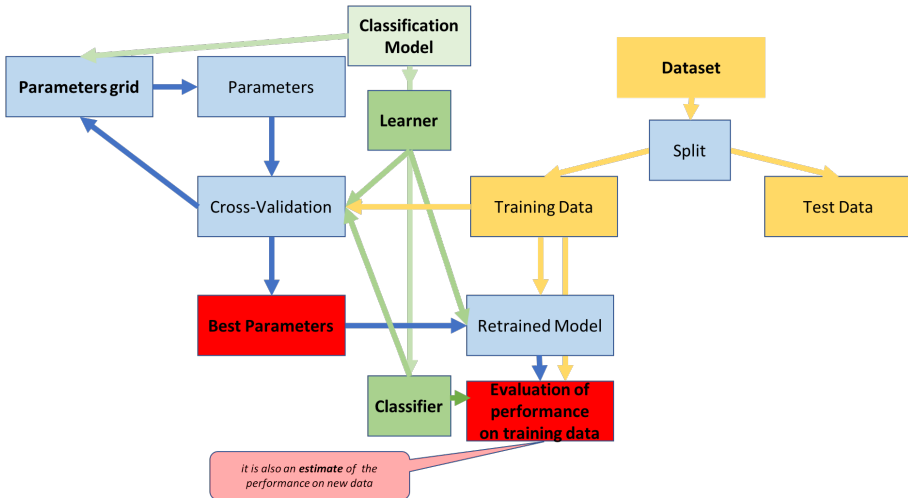 Classification
Model
Dataset
Parameters grid
Parameters
Learner
Split
Cross-Validation
Training Data
Test Data
Best Parameters
Retrained Model
Classifier
Evaluation of
performance
on training data
it is also an estimate of the
performance on new data